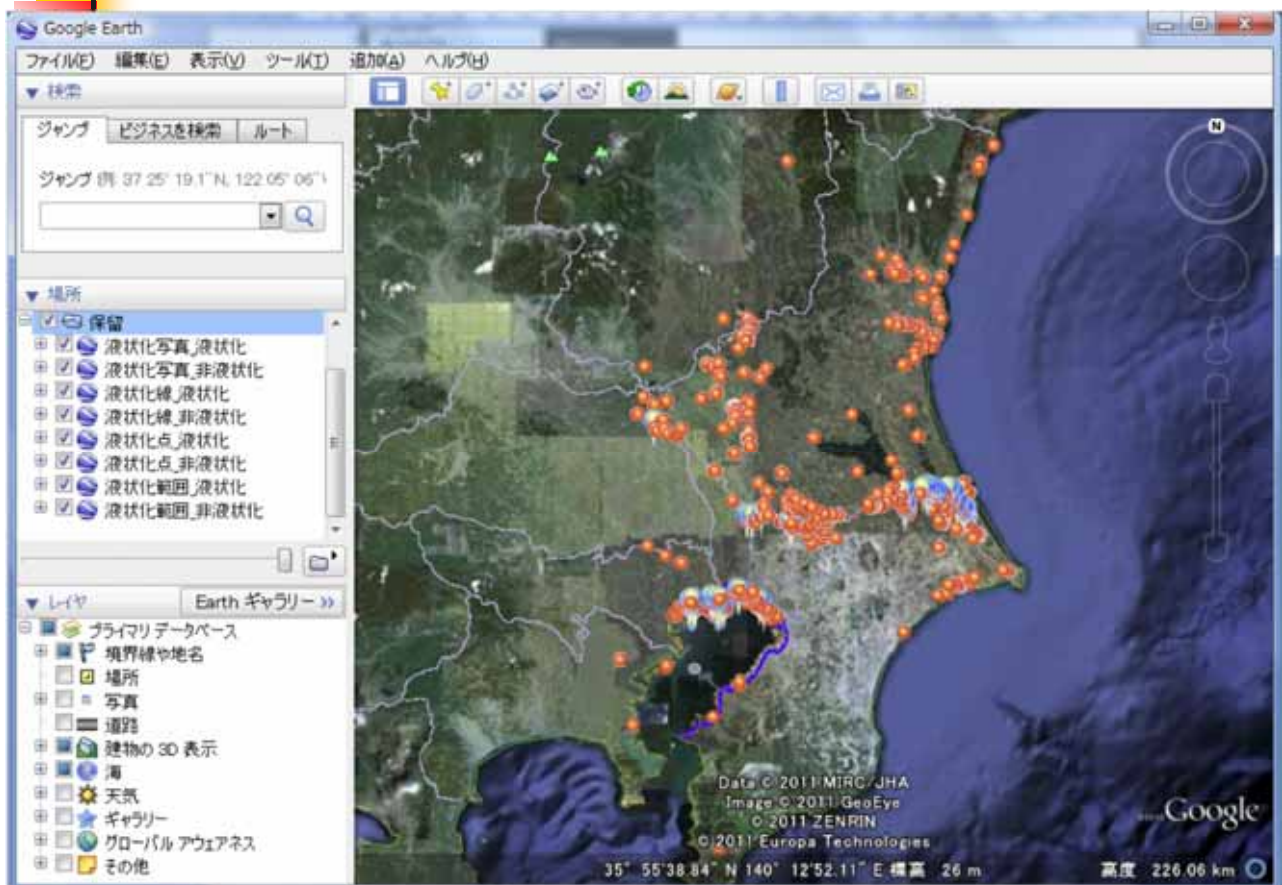 Google Earth
ファイル(F) 編集(E) 表示(V) ツール(T) 追加(A) ヘルプ(H)
▼ 検索
ジャンプ ビジネスを検索 ルート
ジャンプ 例: 37 25' 19.1"N, 122 05' 06"
▼ 場所
保留
液状化写真_液状化
液状化写真_非液状化
液状化線_液状化
液状化線_非液状化
液状化点_液状化
液状化点_非液状化
液状化範囲_液状化
液状化範囲_非液状化
▼ レイヤ Earth ギャラリー »
プライマリ データベース
境界線や地名
場所
写真
道路
建物の 3D 表示
海
天気
ギャラリー
グローバル アウェアネス
その他
N
Data © 2011 MIRC/JHA
Image © 2011 GeoEye
© 2011 ZENRIN
© 2011 Europa Technologies
Google
35° 55'38.84" N 140° 12'52.11" E 標高 26 m 高度 226.06 km